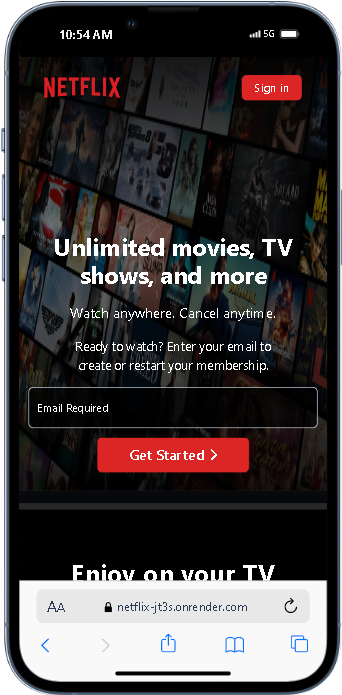 10:54 AM
5G
NETFLIX
Sign in
Unlimited movies, TV
shows, and more
Watch anywhere. Cancel anytime.
Ready to watch? Enter your email to
create or restart your membership.
Email Required
Get Started
Enjoy on your TV
AA
netflix-jt3s.onrender.com